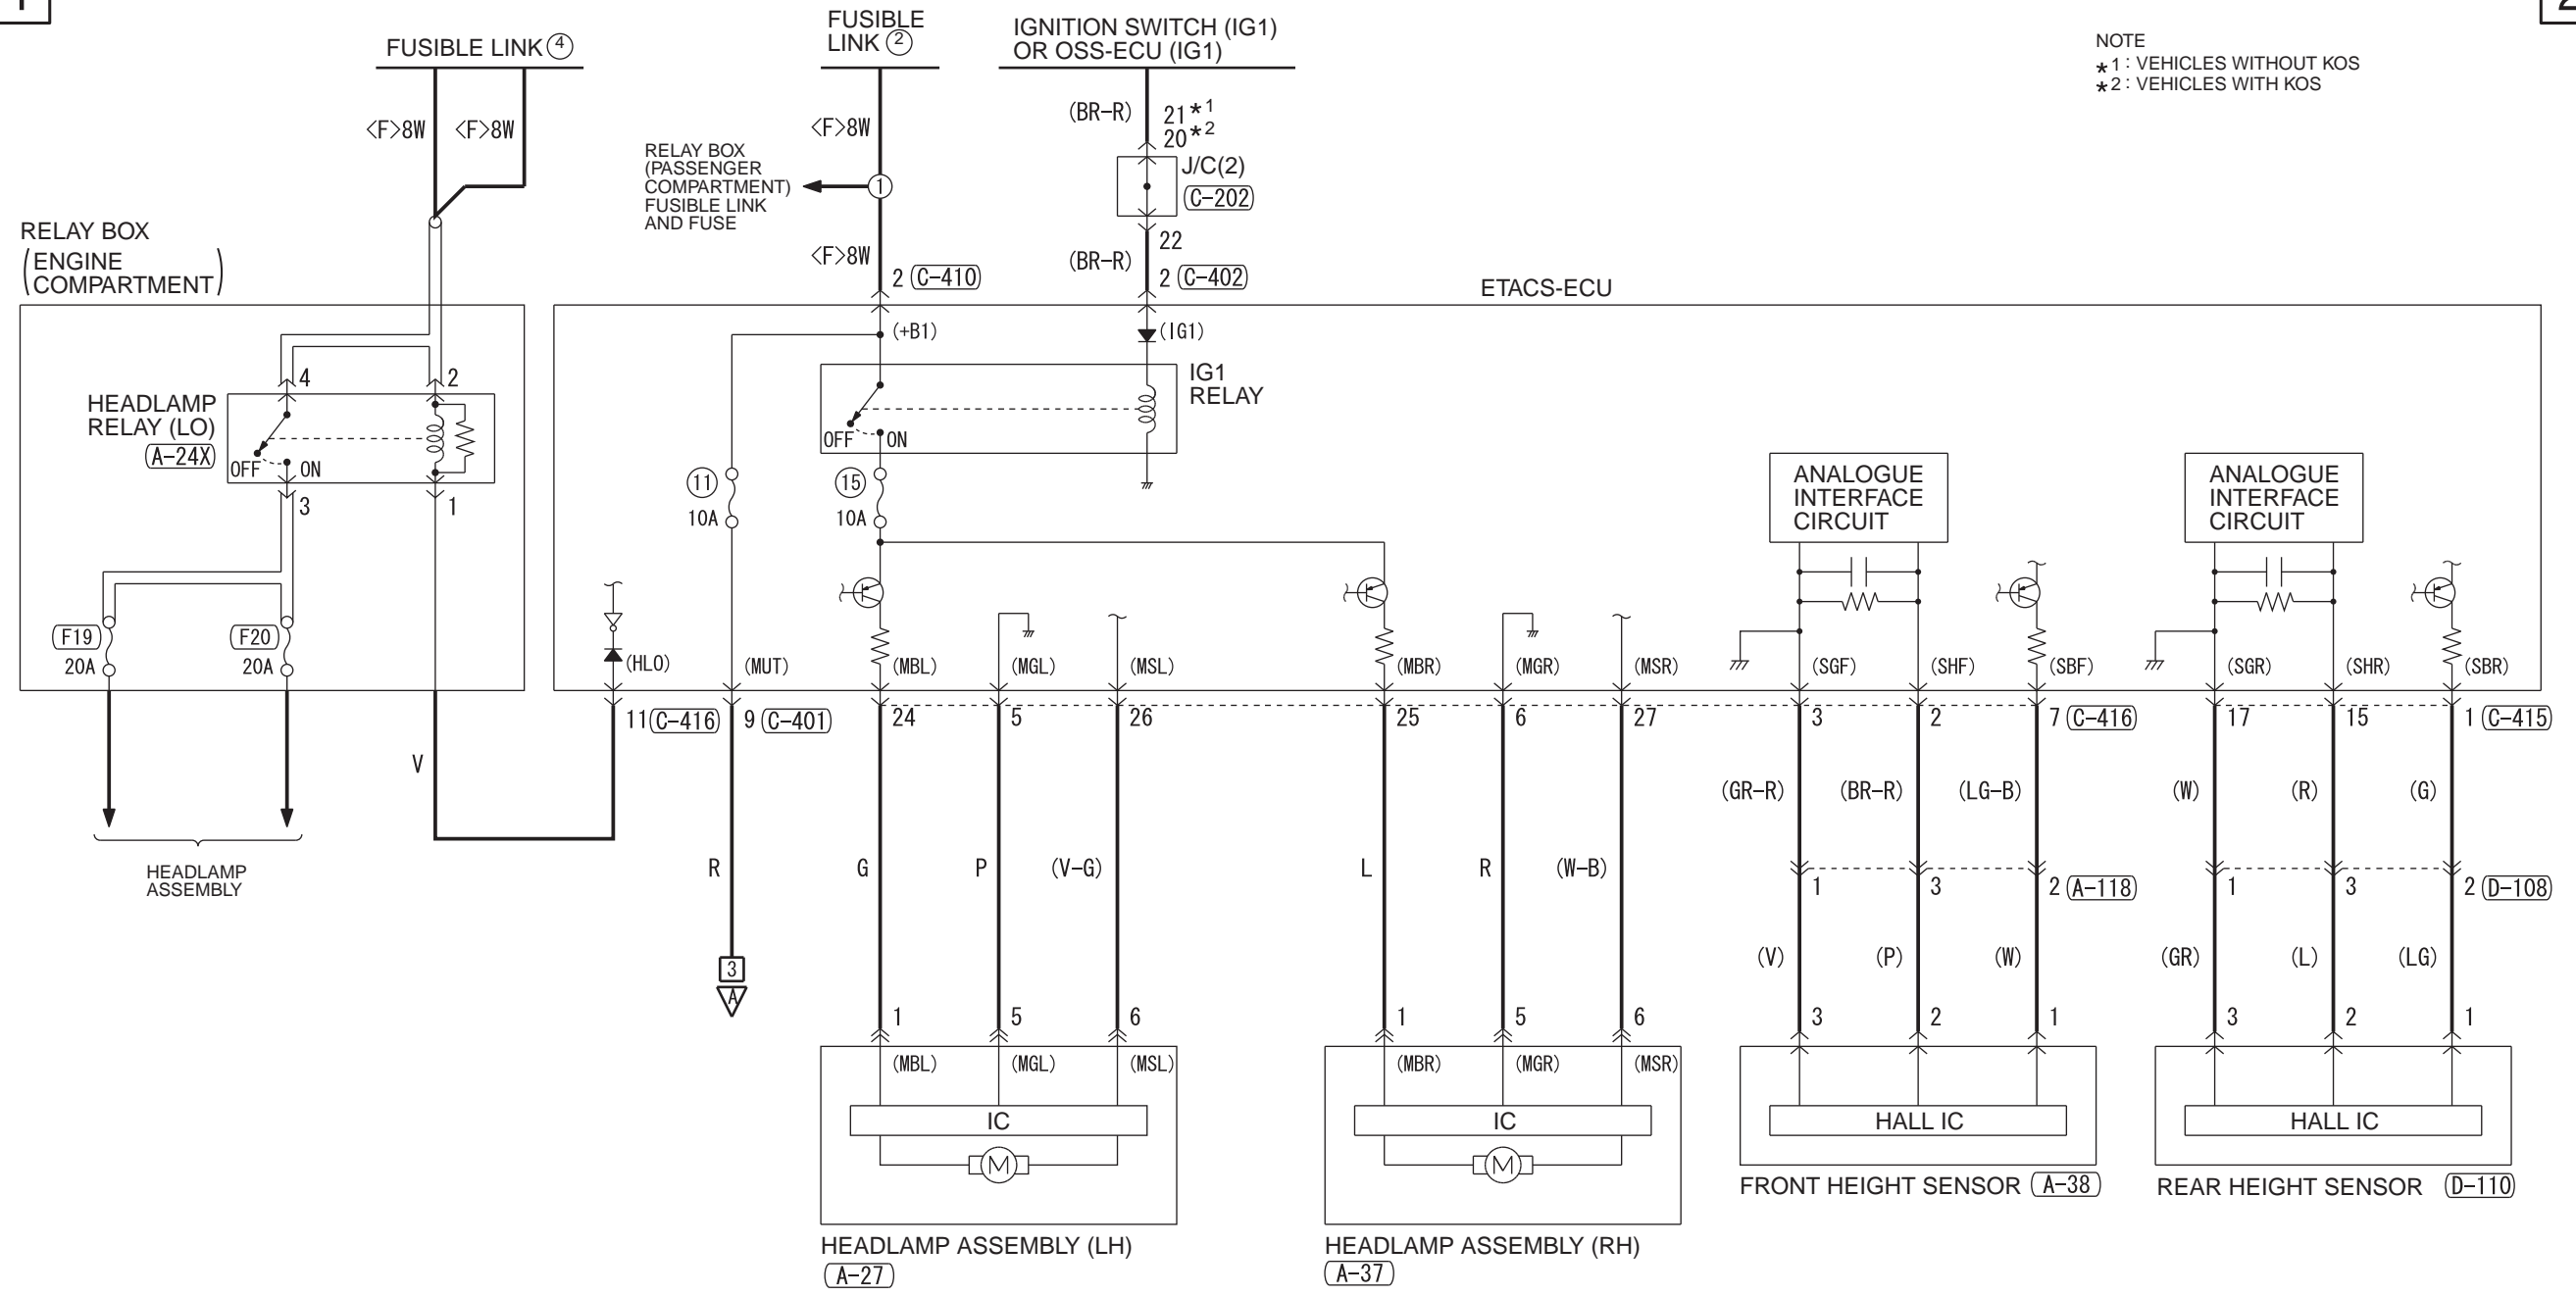 FUSIBLE LINK 4
FUSIBLE
LINK 2
IGNITION SWITCH (IG1)
OR OSS-ECU (IG1)
NOTE
*1 : VEHICLES WITHOUT KOS
*2 : VEHICLES WITH KOS
<F>8W <F>8W
<F>8W
(BR-R)
21*1
20*2
RELAY BOX
(PASSENGER
COMPARTMENT)
FUSIBLE LINK
AND FUSE
1
J/C(2)
C-202
22
<F>8W
(BR-R)
2 C-410
2 C-402
RELAY BOX
(ENGINE
COMPARTMENT)
ETACS-ECU
(+B1)
(IG1)
IG1
RELAY
OFF ON
4 2
HEADLAMP
RELAY (LO)
A-24X
OFF ON
3 1
11
10A
15
10A
ANALOGUE
INTERFACE
CIRCUIT
ANALOGUE
INTERFACE
CIRCUIT
F19
20A
F20
20A
(HLO) (MUT) (MBL) (MGL) (MSL) (MBR) (MGR) (MSR) (SGF) (SHF) (SBF) (SGR) (SHR) (SBR)
11 C-416 9 C-401 24 5 26 25 6 27 3 2 7 C-416 17 15 1 C-415
V
(GR-R) (BR-R) (LG-B) (W) (R) (G)
HEADLAMP
ASSEMBLY
R G P (V-G) L R (W-B)
1 3 2 A-118 1 3 2 D-108
3
A
(V) (P) (W) (GR) (L) (LG)
1 5 6 1 5 6 3 2 1 3 2 1
(MBL) (MGL) (MSL) (MBR) (MGR) (MSR)
IC IC HALL IC HALL IC
M M
FRONT HEIGHT SENSOR A-38
REAR HEIGHT SENSOR D-110
HEADLAMP ASSEMBLY (LH)
A-27
HEADLAMP ASSEMBLY (RH)
A-37